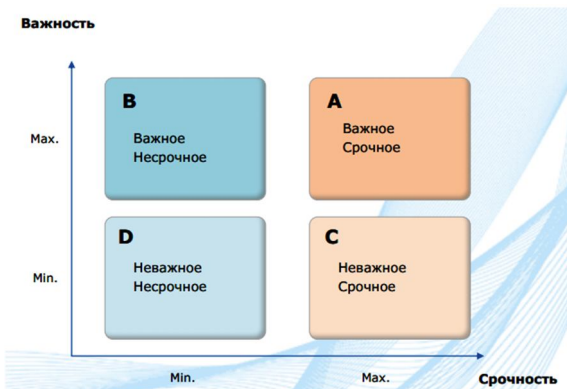 Важность
Max.
B
Важное
Несрочное
A
Важное
Срочное
Min.
D
Неважное
Несрочное
C
Неважное
Срочное
Min.
Max.
Срочность